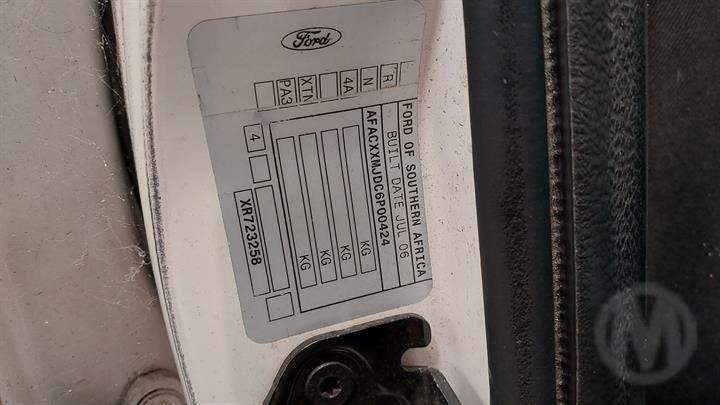 Ford
FORD OF SOUTHERN AFRICA
BUILT DATE JUL 06
AFACXXMJDC6P00424
KG
KG
KG
KG
R N 4A XTN PA3
4
XR723258
M